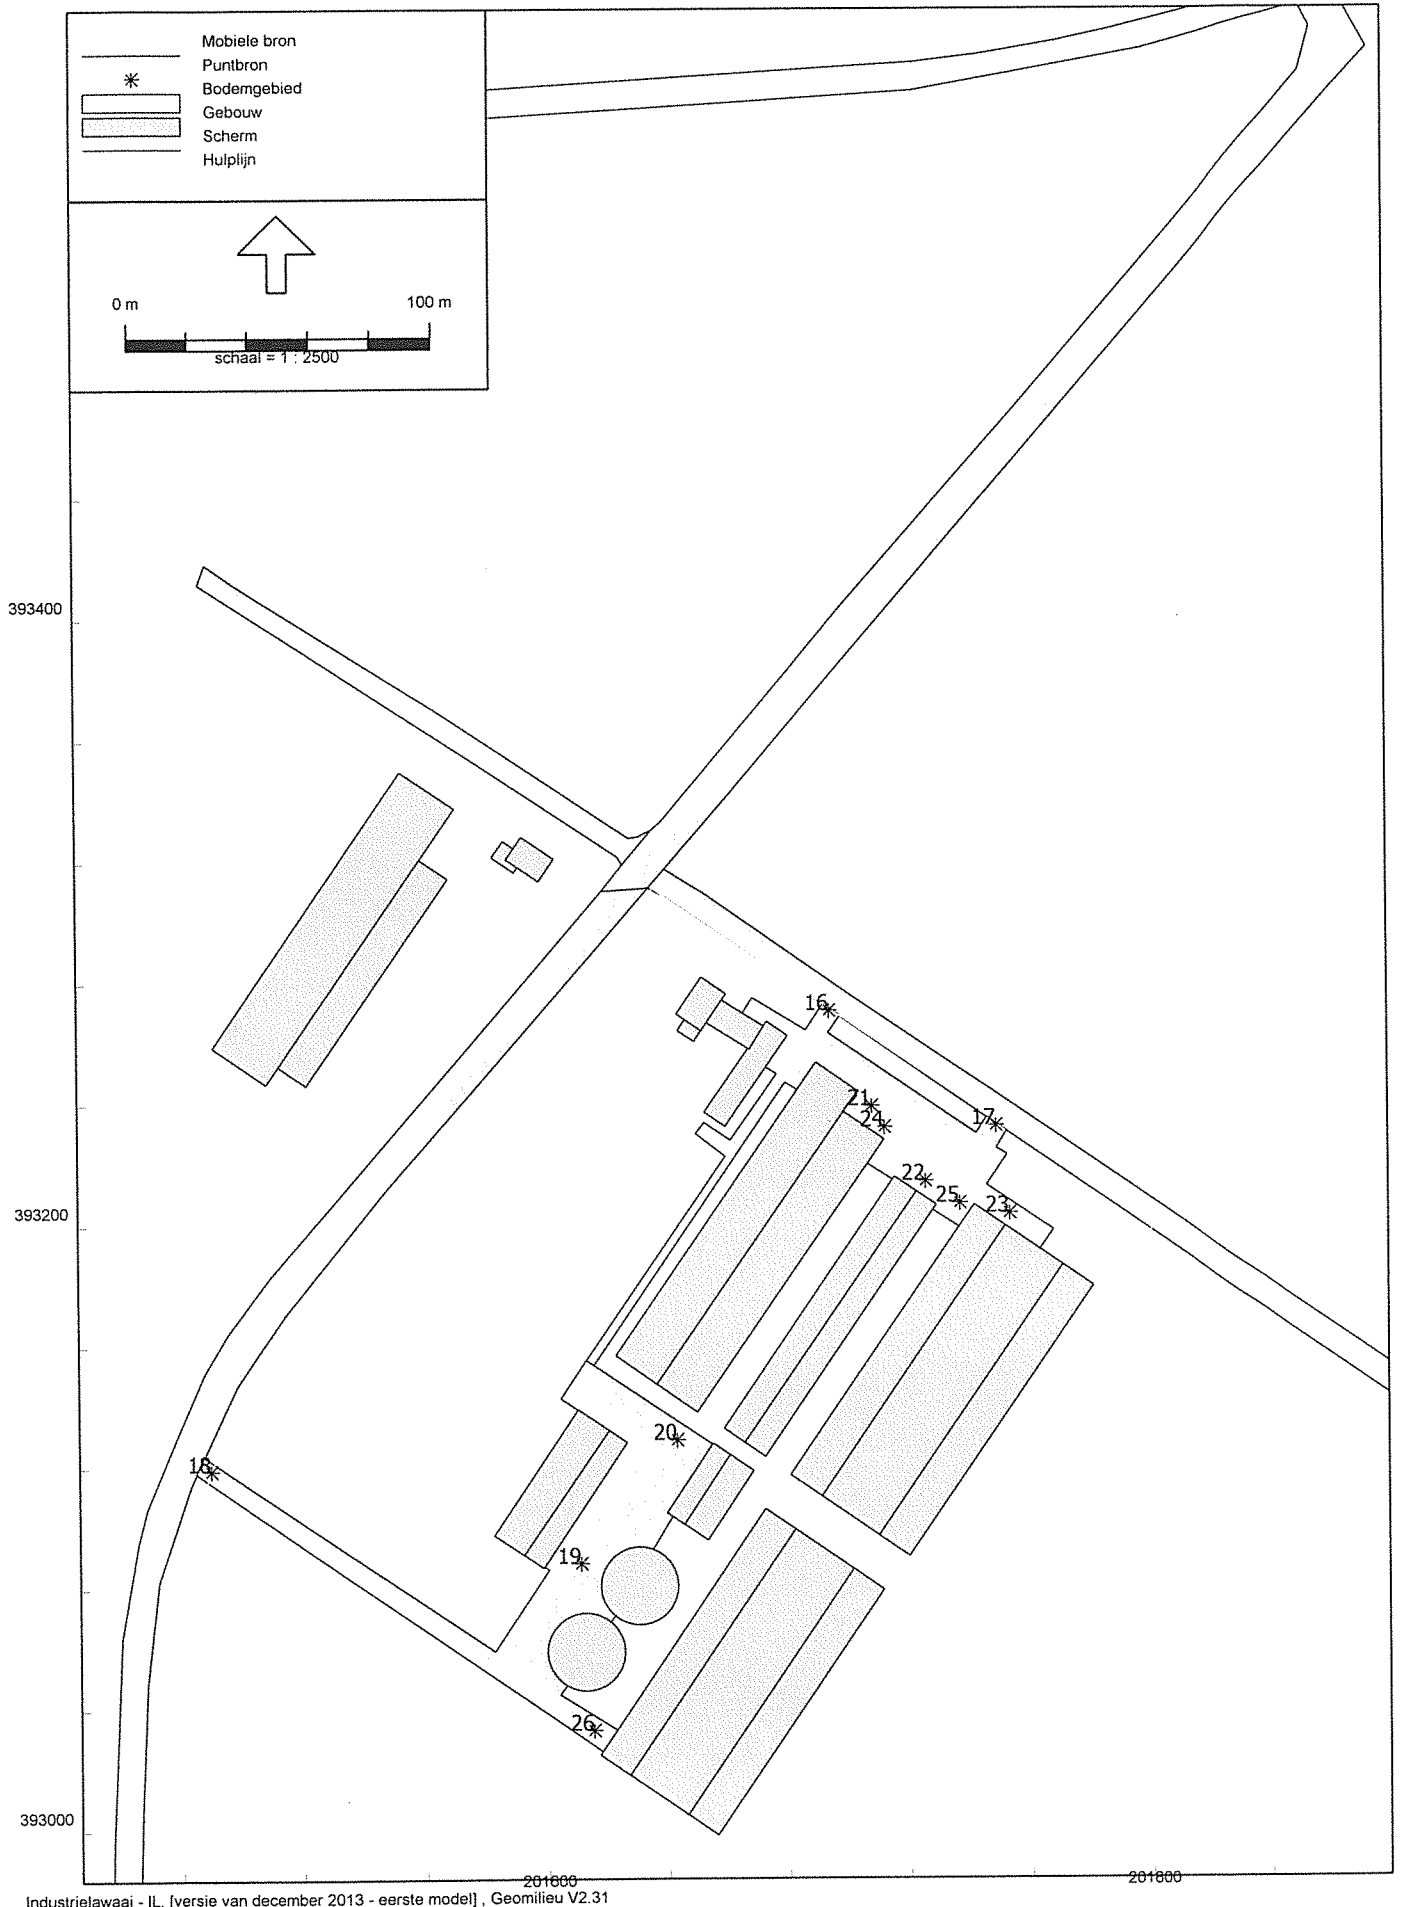 Mobiele bron
Puntbron
Bodemgebied
Gebouw
Scherm
Hulplijn
0 m
100 m
schaal = 1 : 2500
393400
16
21
24
17
22
25
23
393200
20
18
19
26
393000
201600
201800
Industrielawaai - IL, [versie van december 2013 - eerste model] , Geomilieu V2.31